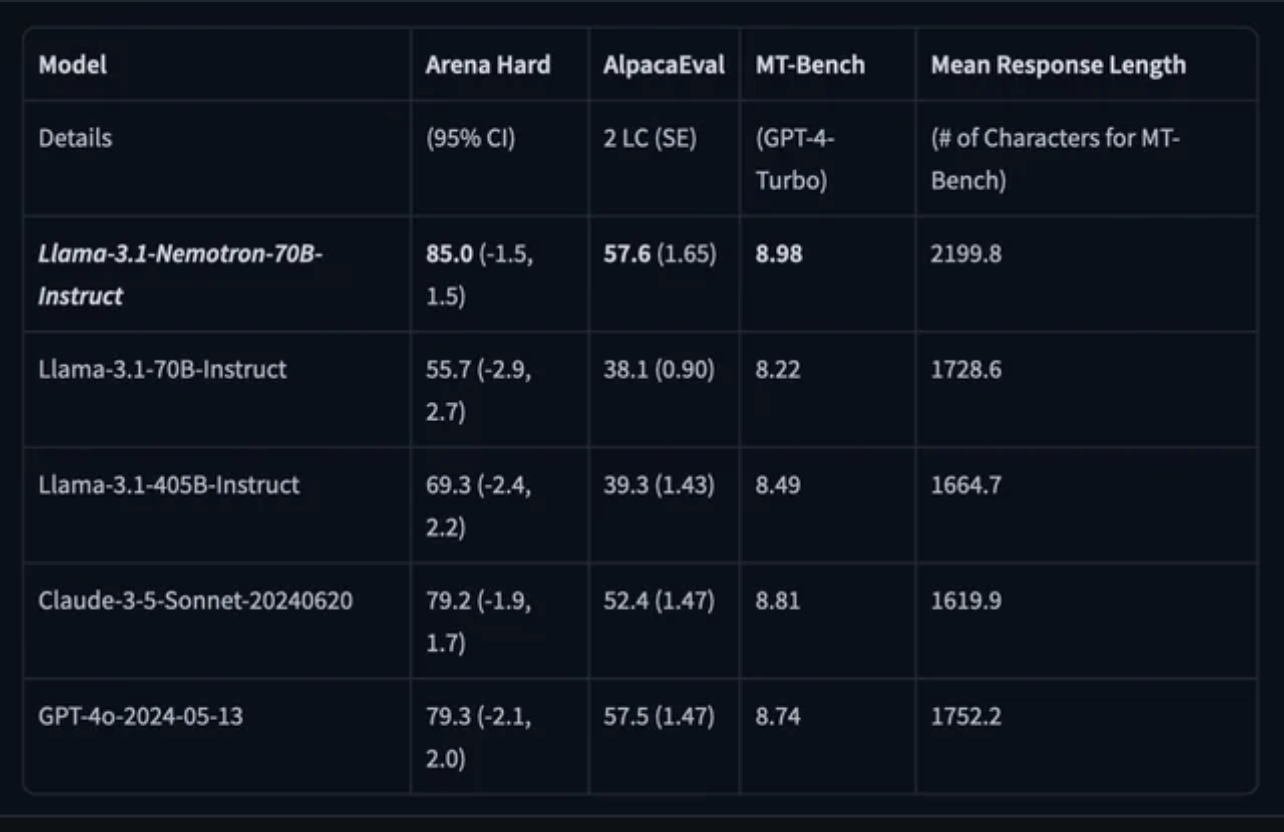 Model Arena Hard AlpacaEval MT-Bench Mean Response Length
Details (95% CI) 2 LC (SE) (GPT-4- (# of Characters for MT-
Turbo) Bench)
Llama-3.1-Nemotron-70B- 85.0 (-1.5, 57.6 (1.65) 8.98 2199.8
Instruct 1.5)
Llama-3.1-70B-Instruct 55.7 (-2.9, 38.1 (0.90) 8.22 1728.6
2.7)
Llama-3.1-405B-Instruct 69.3 (-2.4, 39.3 (1.43) 8.49 1664.7
2.2)
Claude-3-5-Sonnet-20240620 79.2 (-1.9, 52.4 (1.47) 8.81 1619.9
1.7)
GPT-4o-2024-05-13 79.3 (-2.1, 57.5 (1.47) 8.74 1752.2
2.0)